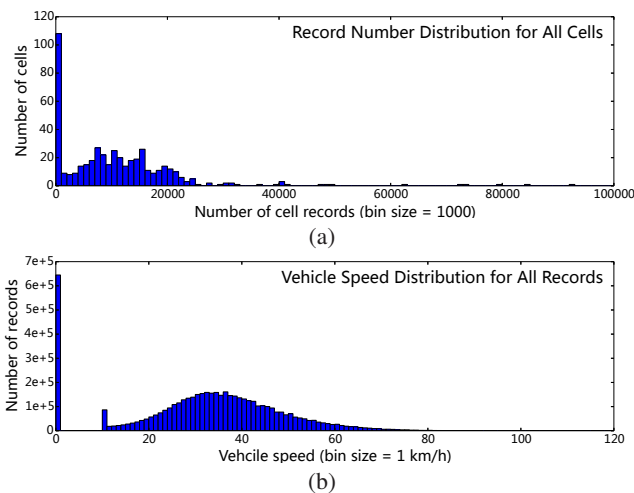 Record Number Distribution for All Cells
Number of cells
120
100
80
60
40
20
0
0 20000 40000 60000 80000 100000
Number of cell records (bin size = 1000)
(a)
Vehicle Speed Distribution for All Records
Number of records
7e+5
6e+5
5e+5
4e+5
3e+5
2e+5
1e+5
0
0 20 40 60 80 100 120
Vehcile speed (bin size = 1 km/h)
(b)